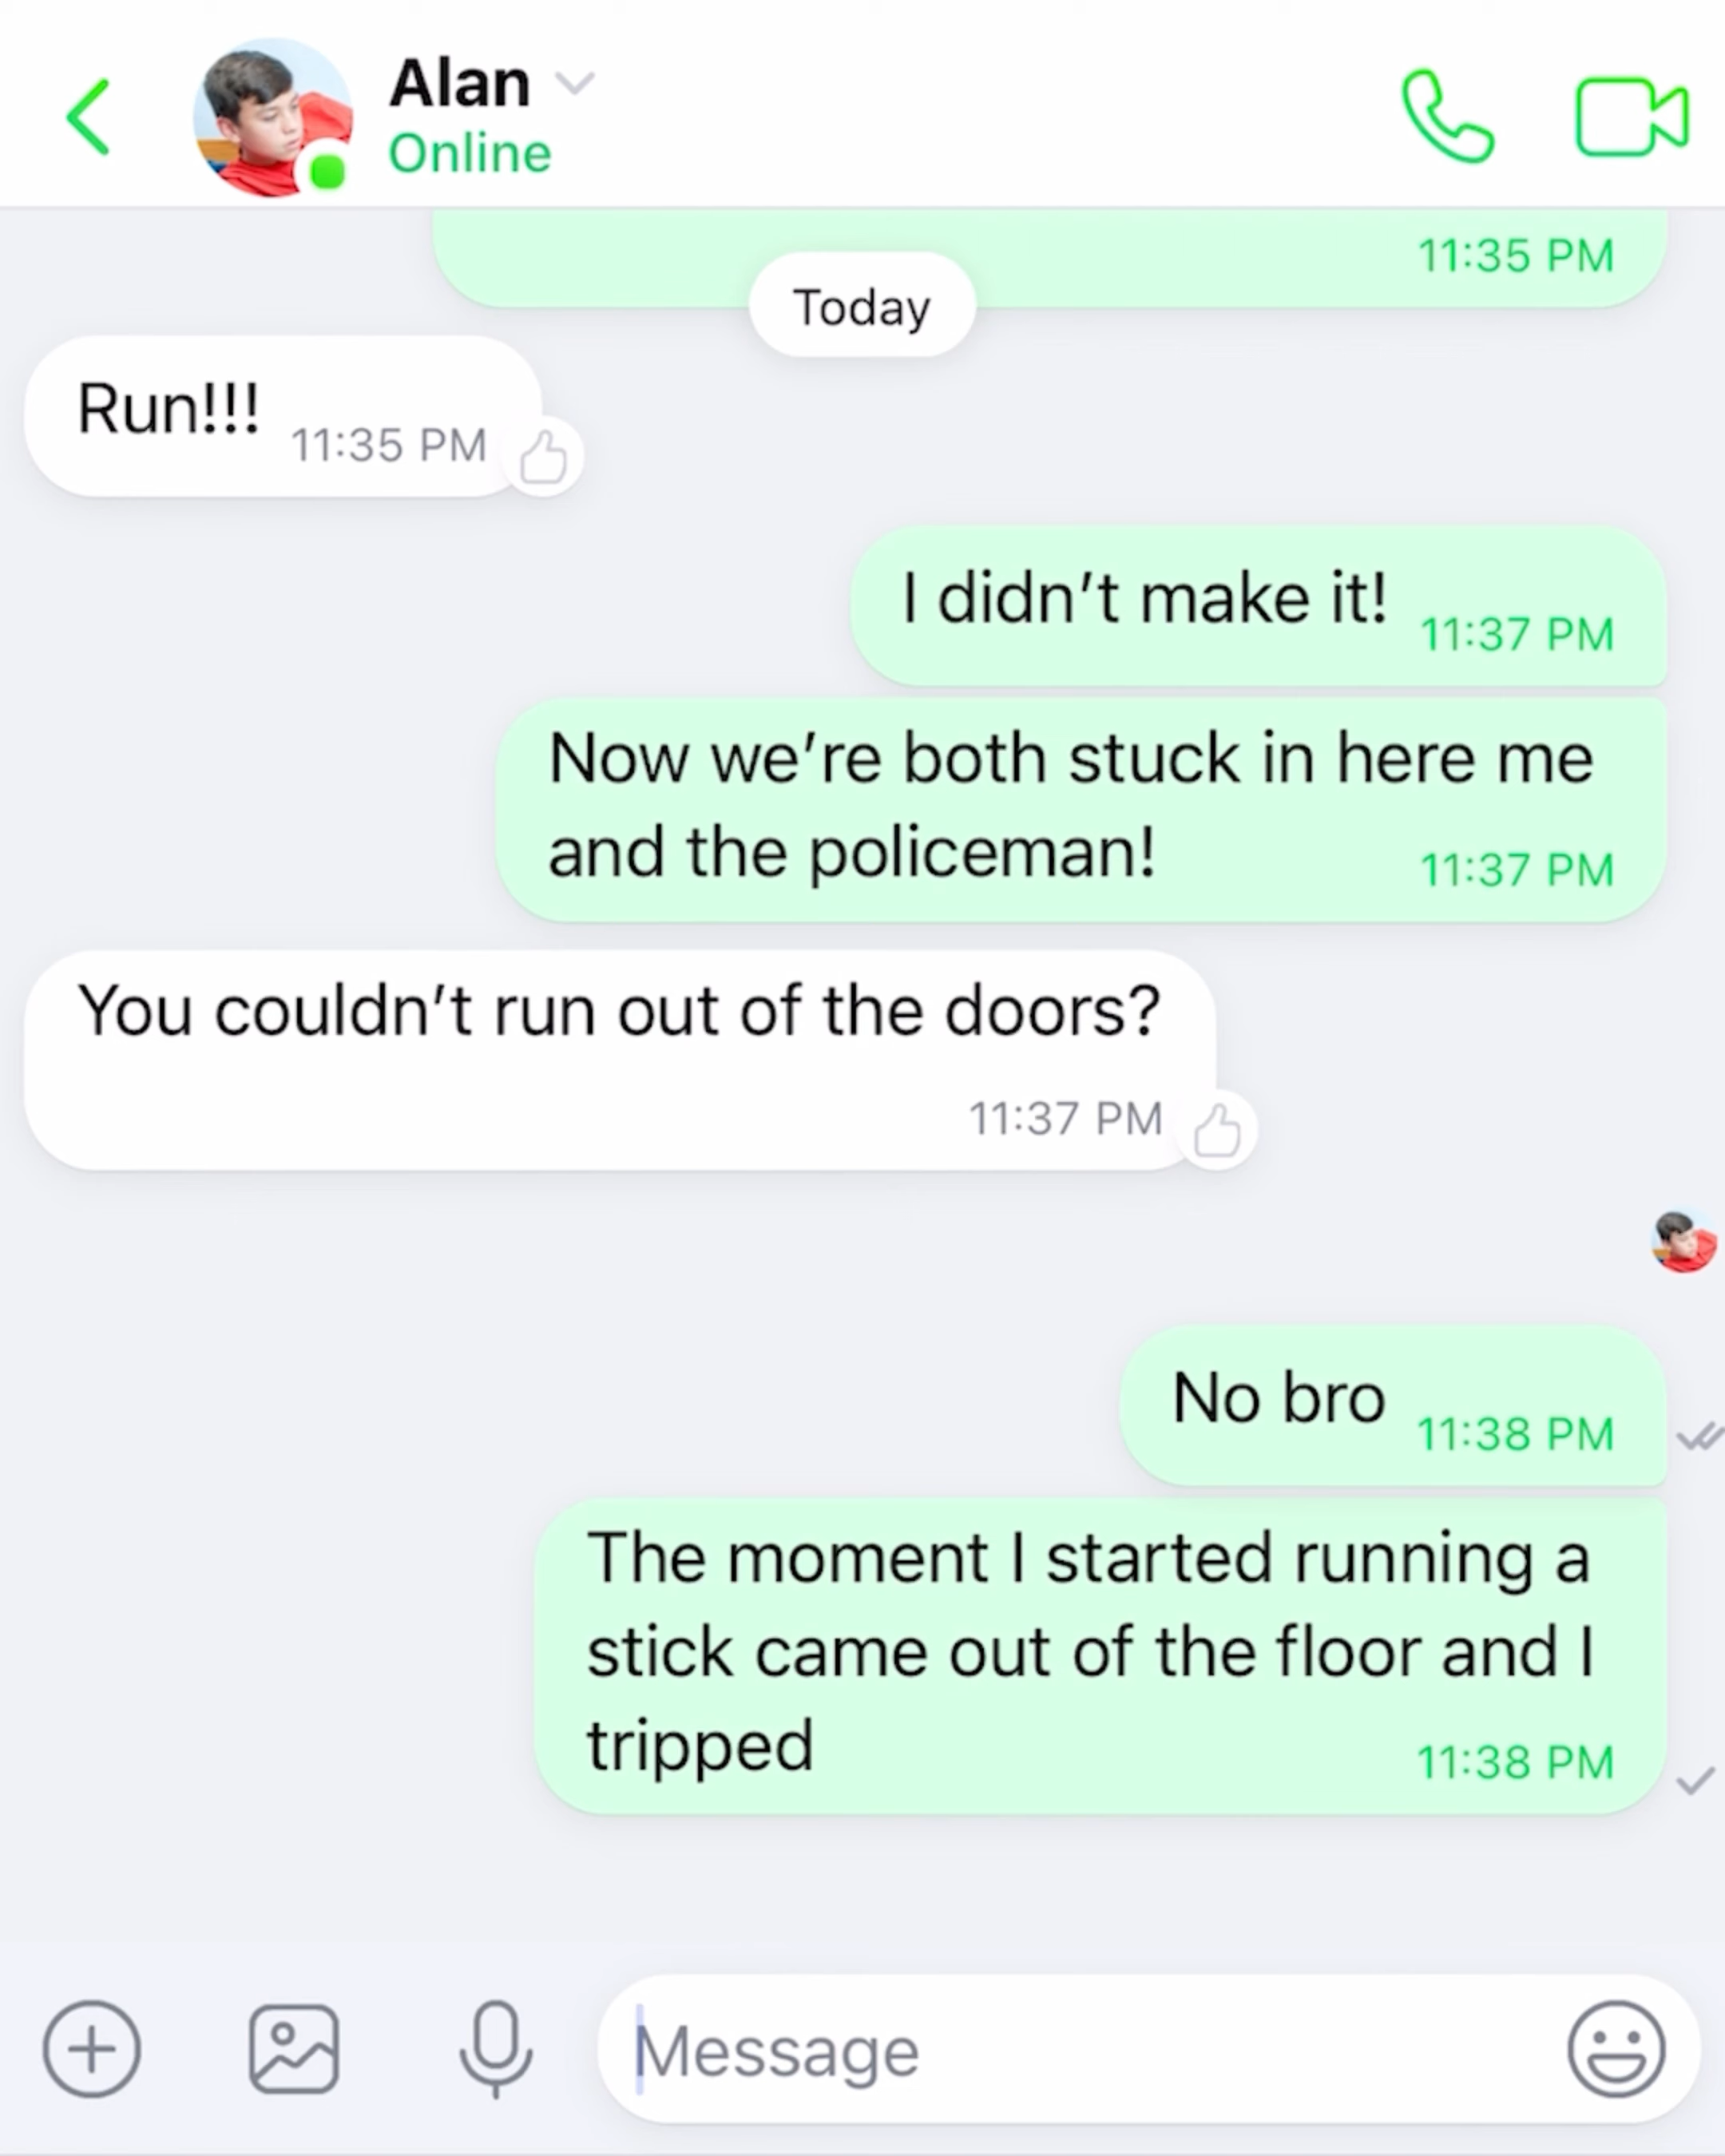 Alan
Online
11:35 PM
Today
Run!!!
11:35 PM
I didn’t make it!
11:37 PM
Now we’re both stuck in here me
and the policeman!
11:37 PM
You couldn’t run out of the doors?
11:37 PM
No bro
11:38 PM
The moment I started running a
stick came out of the floor and I
tripped
11:38 PM
Message